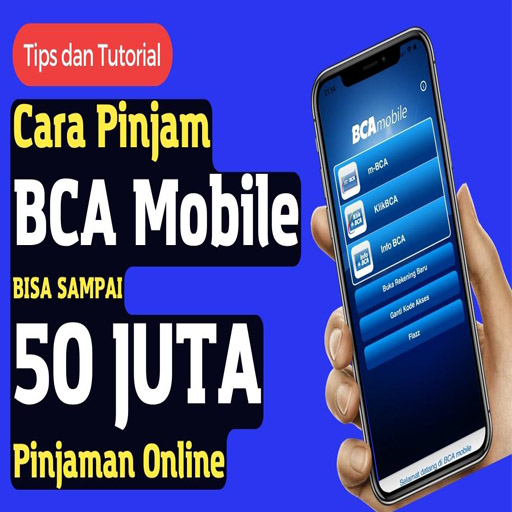 Tips dan Tutorial
Cara Pinjam
BCA Mobile
BISA SAMPAI
50 JUTA
Pinjaman Online
BCA mobile
m-BCA
KlikBCA
Info BCA
Buka Rekening Baru
Ganti Kode Akses
Flazz
Selamat datang di BCA mobile